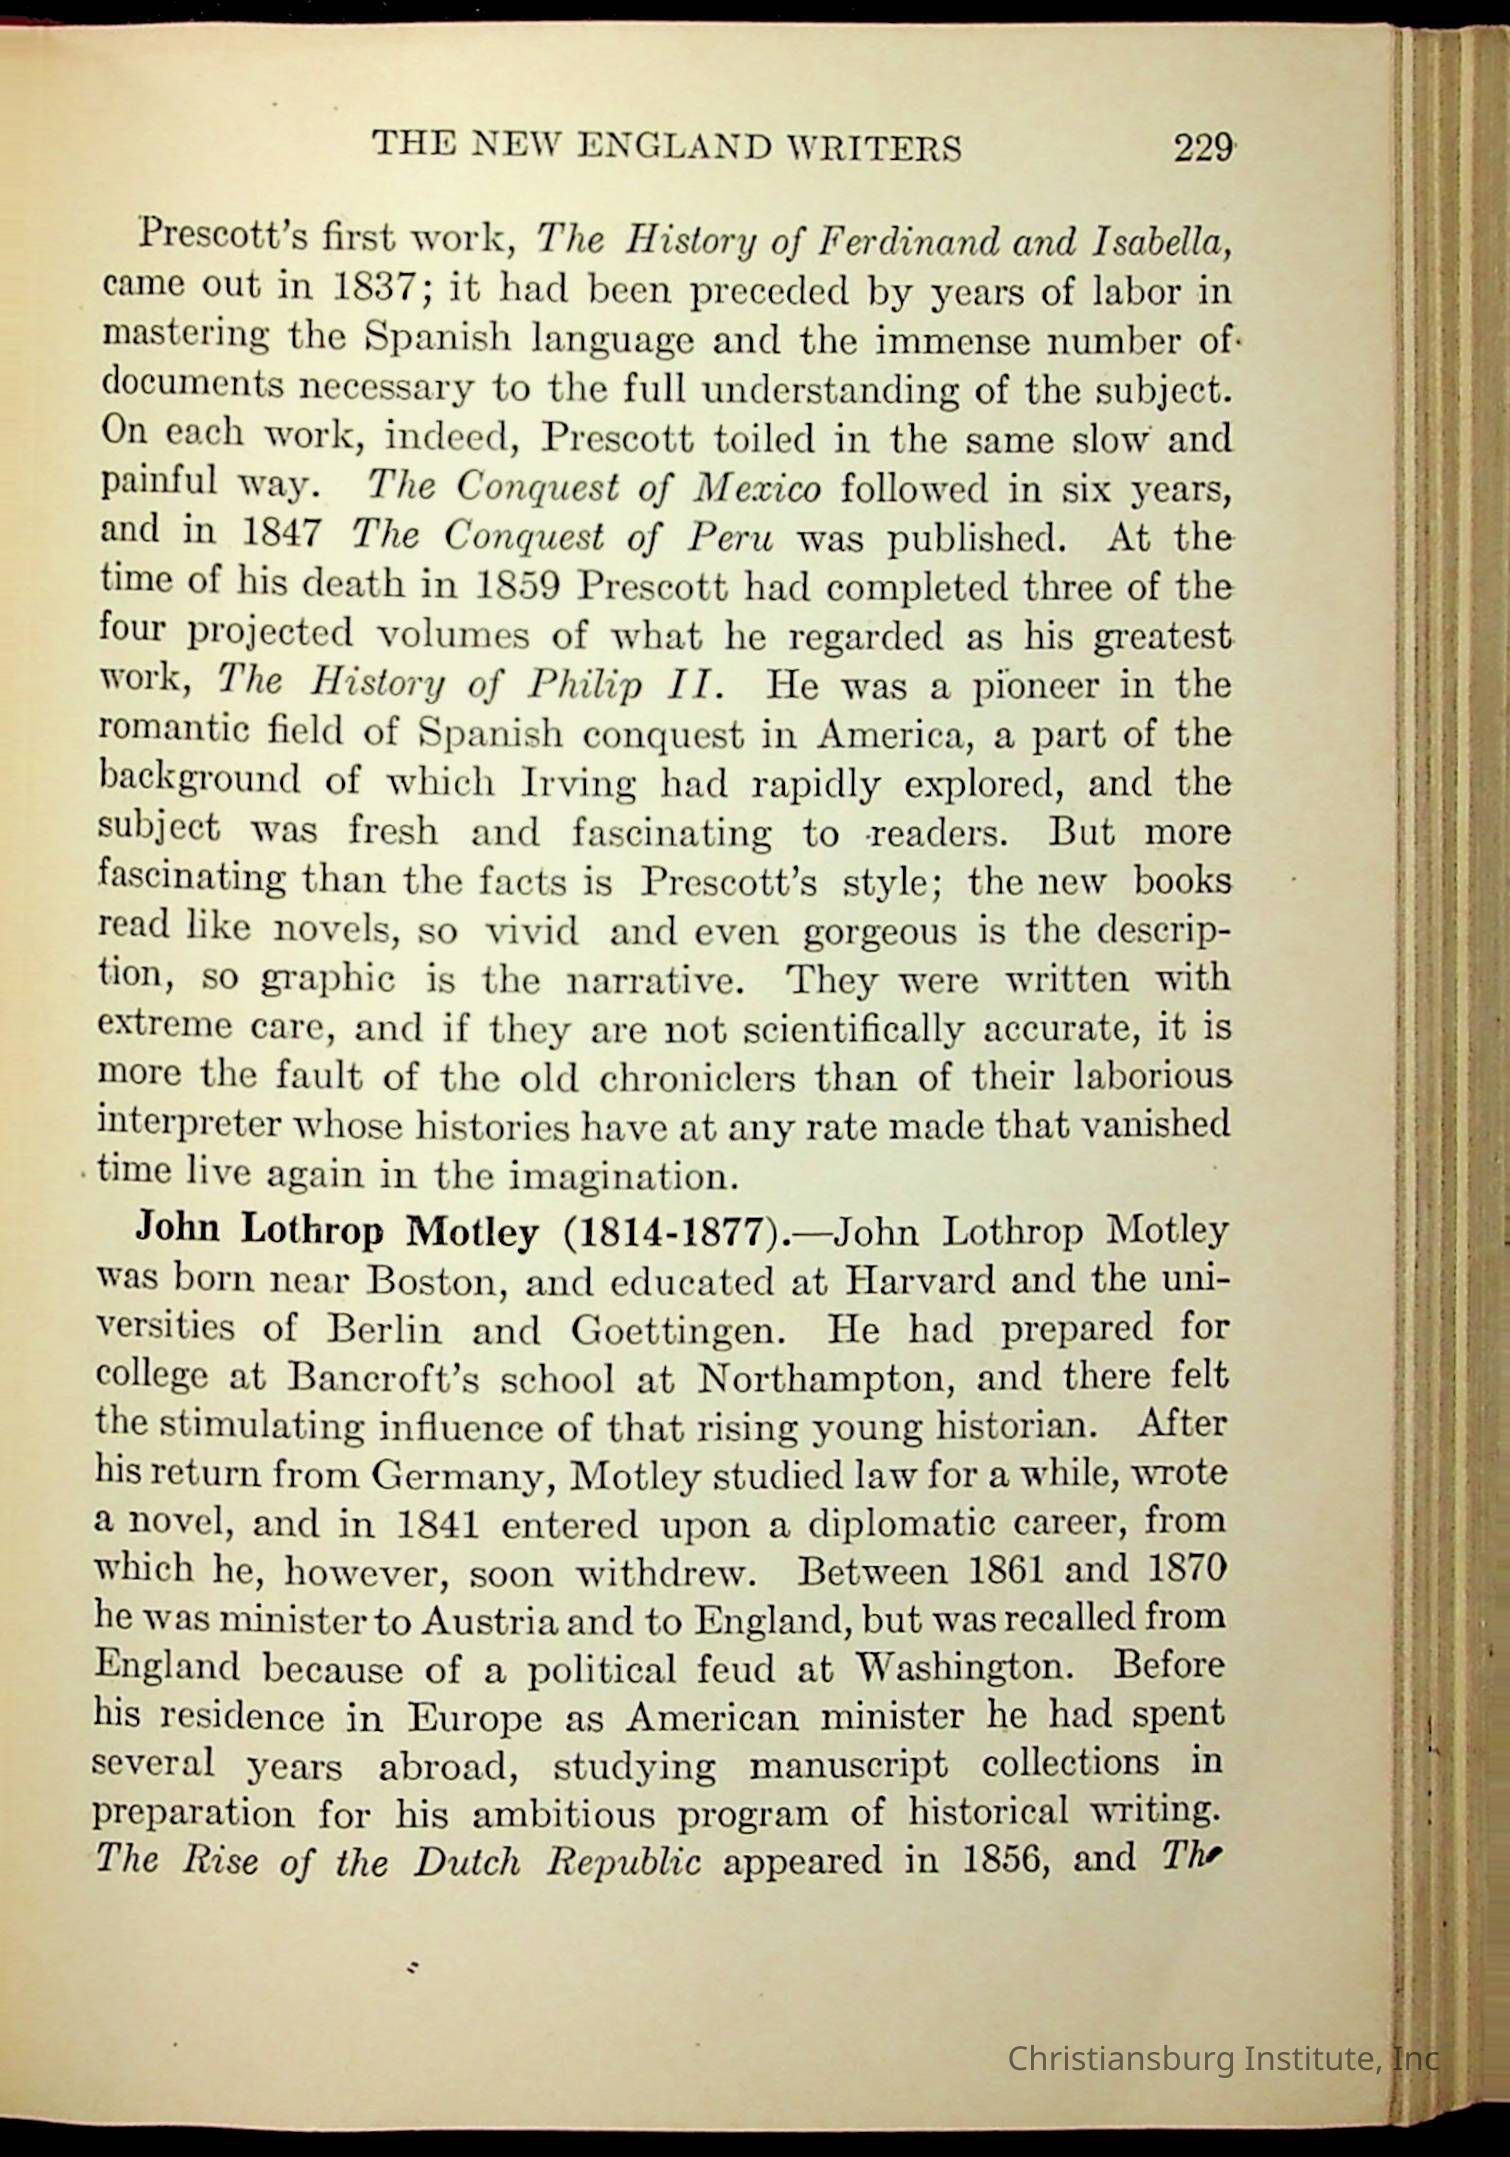 THE NEW ENGLAND WRITERS 229
Prescott's first work, The History of Ferdinand and Isabella,
came out in 1837; it had been preceded by years of labor in
mastering the Spanish language and the immense number of
documents necessary to the full understanding of the subject.
On each work, indeed, Prescott toiled in the same slow and
painful way. The Conquest of Mexico followed in six years,
and in 1847 The Conquest of Peru was published. At the
time of his death in 1859 Prescott had completed three of the
four projected volumes of what he regarded as his greatest
work, The History of Philip II. He was a pioneer in the
romantic field of Spanish conquest in America, a part of the
background of which Irving had rapidly explored, and the
subject was fresh and fascinating to readers. But more
fascinating than the facts is Prescott's style; the new books
read like novels, so vivid and even gorgeous is the descrip-
tion, so graphic is the narrative. They were written with
extreme care, and if they are not scientifically accurate, it is
more the fault of the old chroniclers than of their laborious
interpreter whose histories have at any rate made that vanished
time live again in the imagination.
John Lothrop Motley (1814-1877).—John Lothrop Motley
was born near Boston, and educated at Harvard and the uni-
versities of Berlin and Goettingen. He had prepared for
college at Bancroft's school at Northampton, and there felt
the stimulating influence of that rising young historian. After
his return from Germany, Motley studied law for a while, wrote
a novel, and in 1841 entered upon a diplomatic career, from
which he, however, soon withdrew. Between 1861 and 1870
he was minister to Austria and to England, but was recalled from
England because of a political feud at Washington. Before
his residence in Europe as American minister he had spent
several years abroad, studying manuscript collections in
preparation for his ambitious program of historical writing.
The Rise of the Dutch Republic appeared in 1856, and The
Christiansburg Institute, Inc